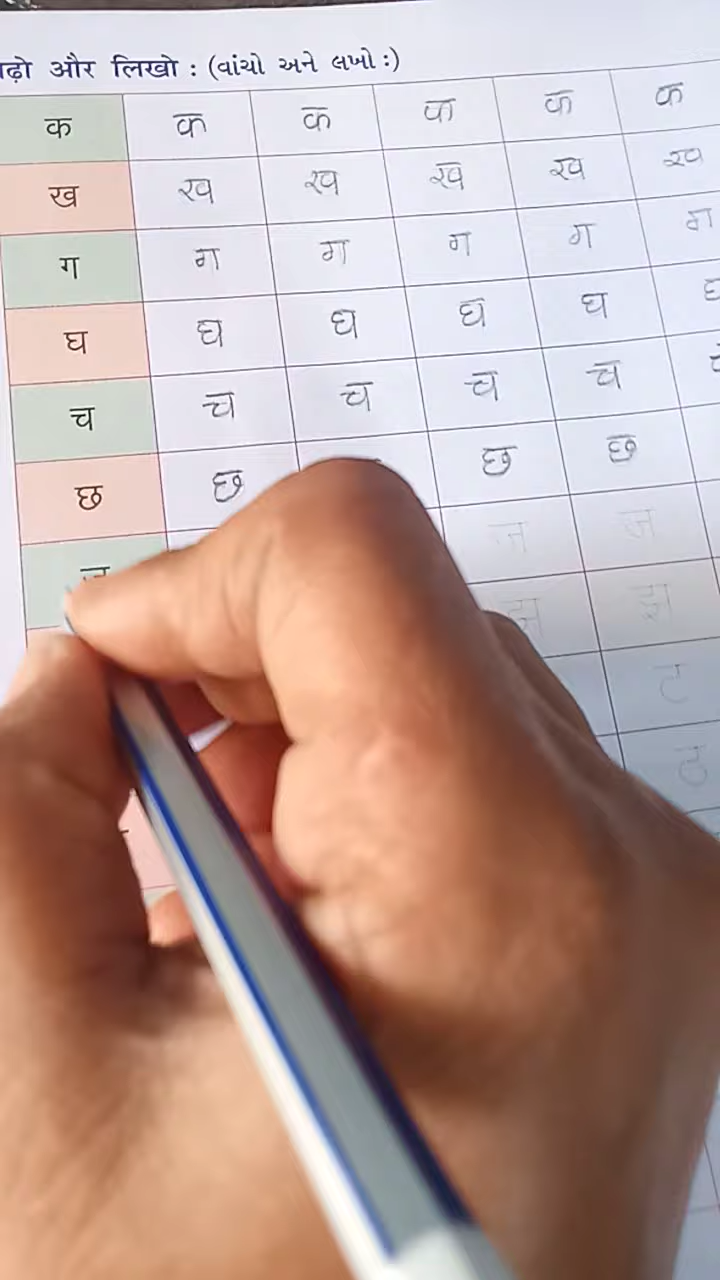 और लिखो : (વાંચો અને લખો :)
क क क क क क
ख ख ख ख ख ख
ग ग ग ग ग ग
घ घ घ घ घ
च च च च च
छ छ छ छ
ज ज ज
झ झ
ट
ठ